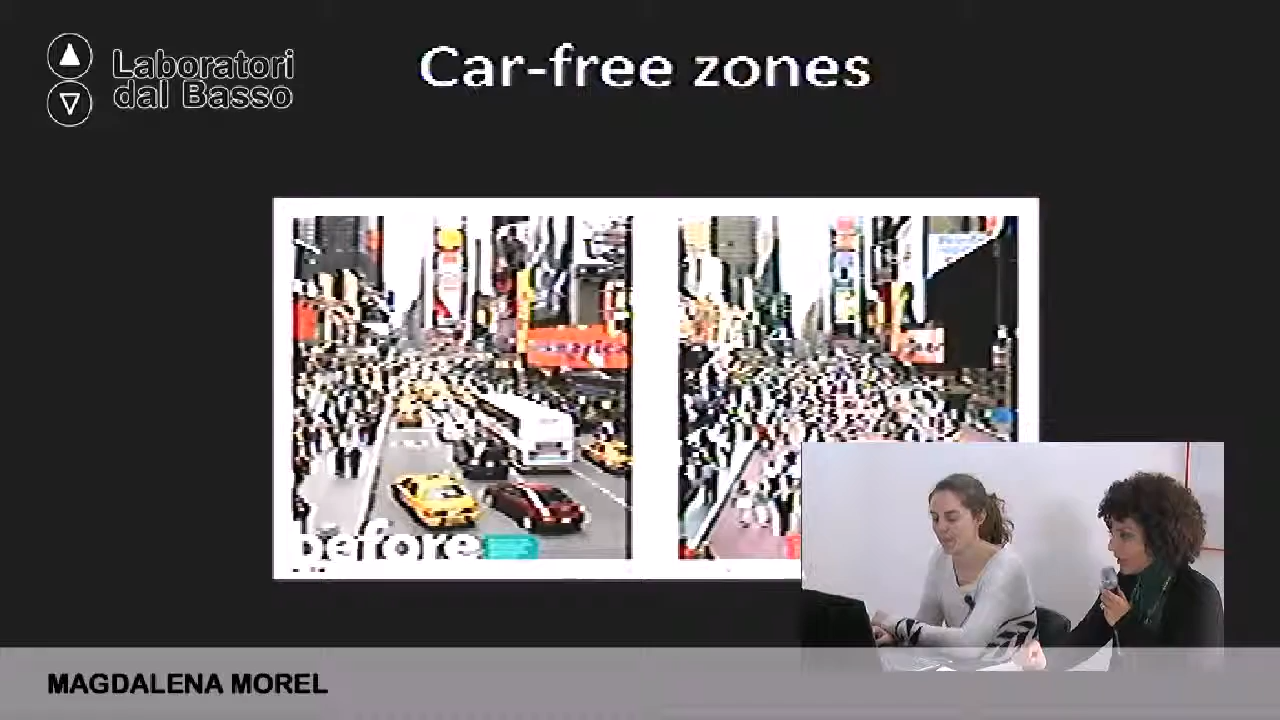 Laboratori
dal Basso
Car-free zones
before
MAGDALENA MOREL